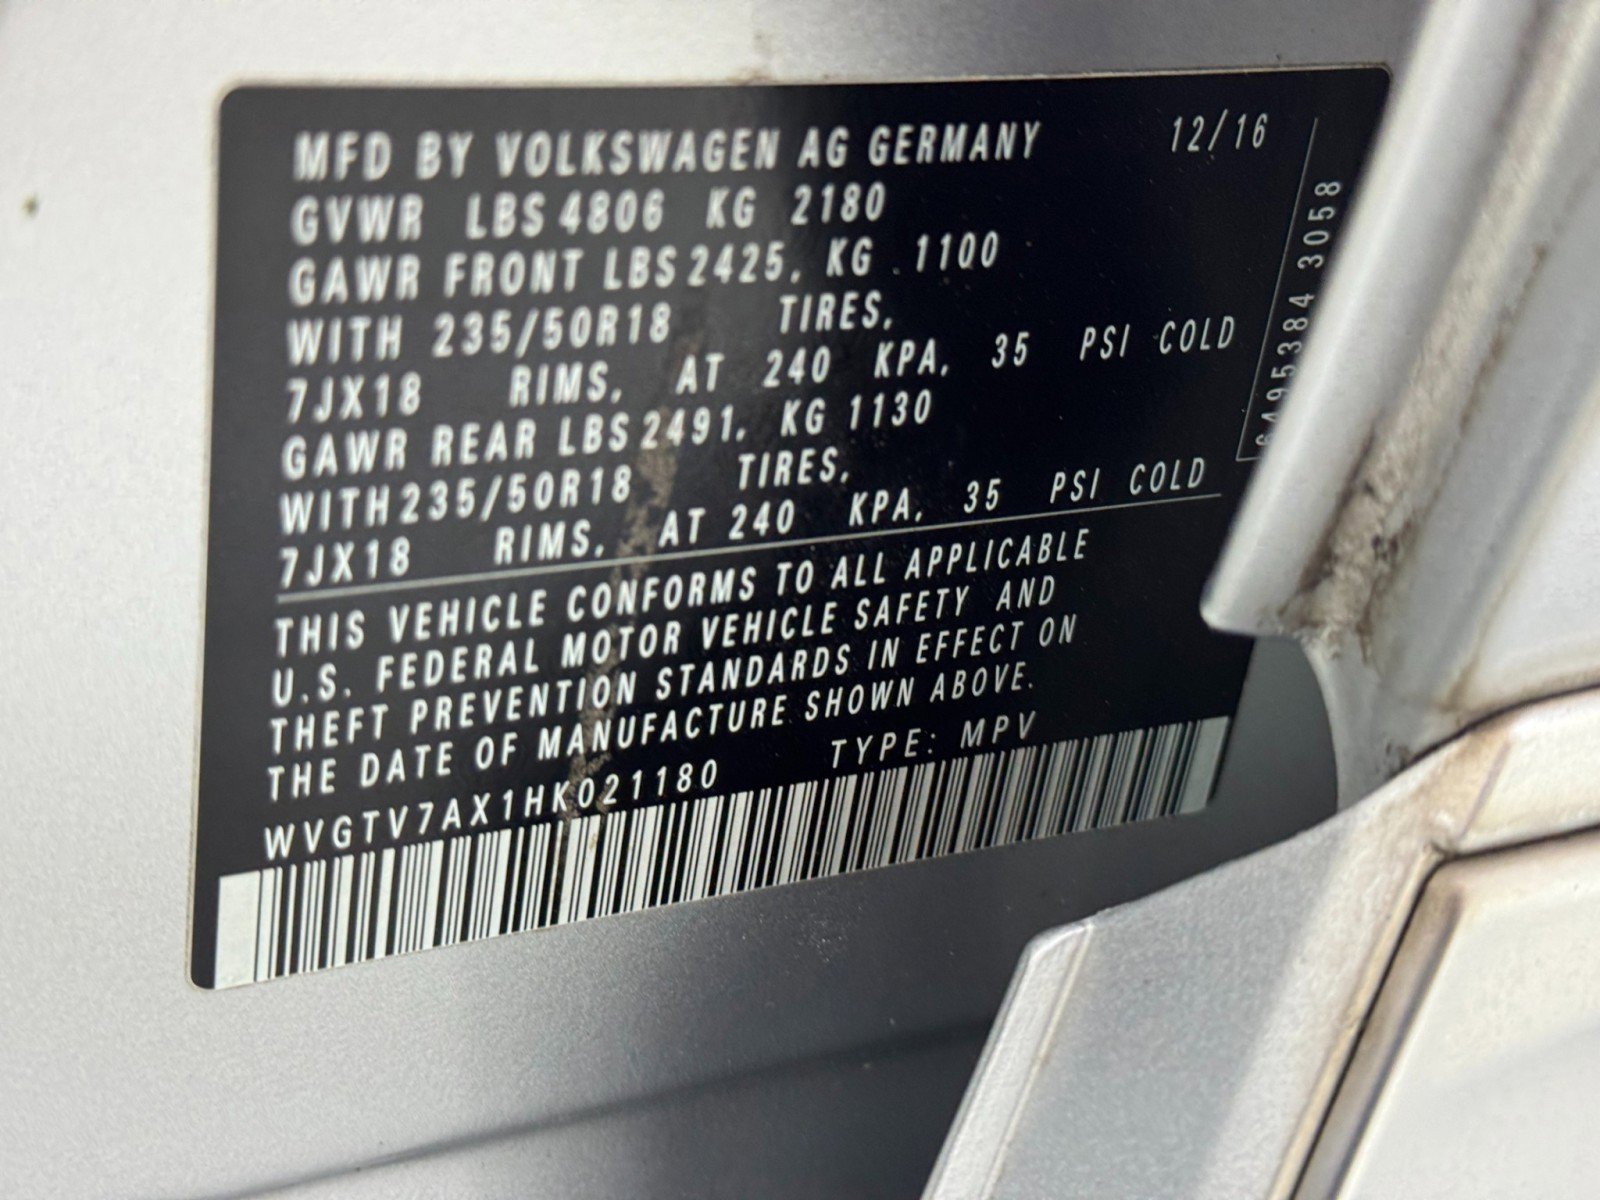 MFD BY VOLKSWAGEN AG GERMANY 12/16
GVWR LBS 4806 KG 2180
GAWR FRONT LBS 2425, KG 1100
WITH 235/50R18 TIRES,
7JX18 RIMS, AT 240 KPA, 35 PSI COLD
GAWR REAR LBS 2491, KG 1130
WITH 235/50R18 TIRES,
7JX18 RIMS, AT 240 KPA, 35 PSI COLD
THIS VEHICLE CONFORMS TO ALL APPLICABLE
U.S. FEDERAL MOTOR VEHICLE SAFETY AND
THEFT PREVENTION STANDARDS IN EFFECT ON
THE DATE OF MANUFACTURE SHOWN ABOVE.
WVGTV7AX1HK021180 TYPE: MPV
6495384 3058